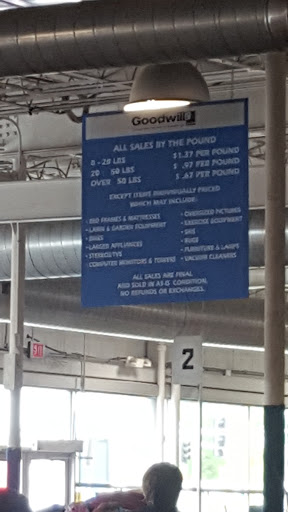 Goodwill
ALL SALES BY THE POUND
0 - 20 LBS $1.37 PER POUND
20 - 50 LBS $ .97 PER POUND
OVER 50 LBS $ .67 PER POUND
EXCEPT ITEMS INDIVIDUALLY PRICED
WHICH MAY INCLUDE:
• BED FRAMES & MATTRESSES
• LAWN & GARDEN EQUIPMENT
• BIKES
• LARGER APPLIANCES
• STEREO/TVS
• COMPUTER MONITORS & TOWERS
• OVERSIZED PICTURES
• EXERCISE EQUIPMENT
• SKIS
• RUGS
• FURNITURE & LAMPS
• VACUUM CLEANERS
ALL SALES ARE FINAL
AND SOLD IN AS-IS CONDITION.
NO REFUNDS OR EXCHANGES.
2
EXIT